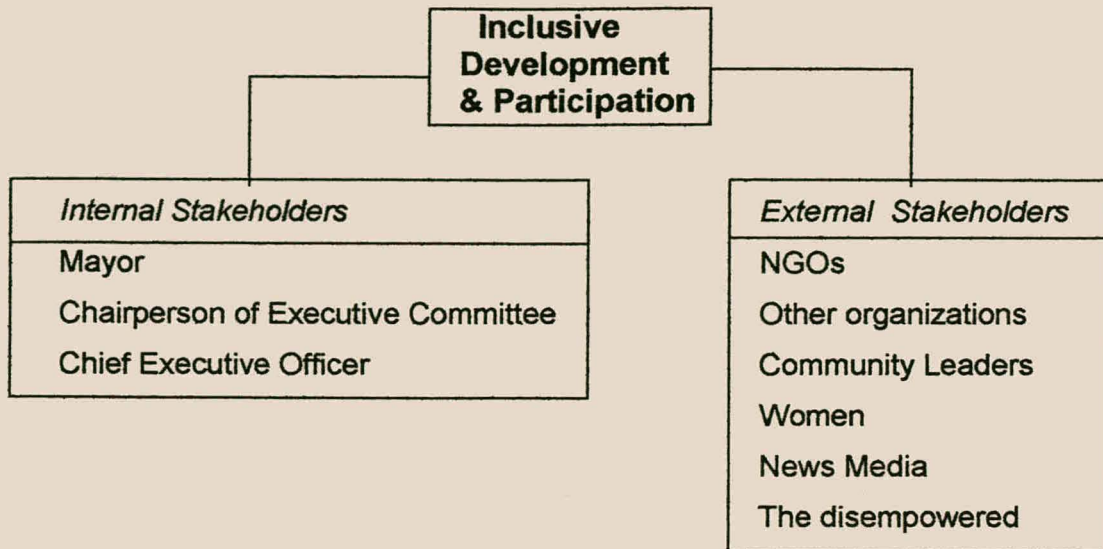 Inclusive
Development
& Participation
Internal Stakeholders
Mayor
Chairperson of Executive Committee
Chief Executive Officer
External Stakeholders
NGOs
Other organizations
Community Leaders
Women
News Media
The disempowered